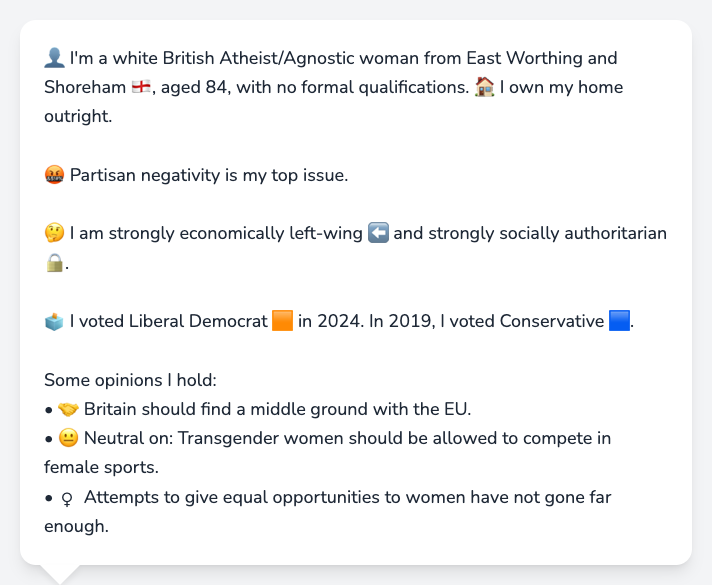 👤 I'm a white British Atheist/Agnostic woman from East Worthing and
Shoreham 🏴󠁧󠁢󠁥󠁮󠁧󠁿, aged 84, with no formal qualifications. 🏠 I own my home
outright.
🤬 Partisan negativity is my top issue.
🤔 I am strongly economically left-wing ⬅️ and strongly socially authoritarian
🔒.
🗳️ I voted Liberal Democrat 🟧 in 2024. In 2019, I voted Conservative 🟦.
Some opinions I hold:
• 🤝 Britain should find a middle ground with the EU.
• 😐 Neutral on: Transgender women should be allowed to compete in
female sports.
• ♀ Attempts to give equal opportunities to women have not gone far
enough.